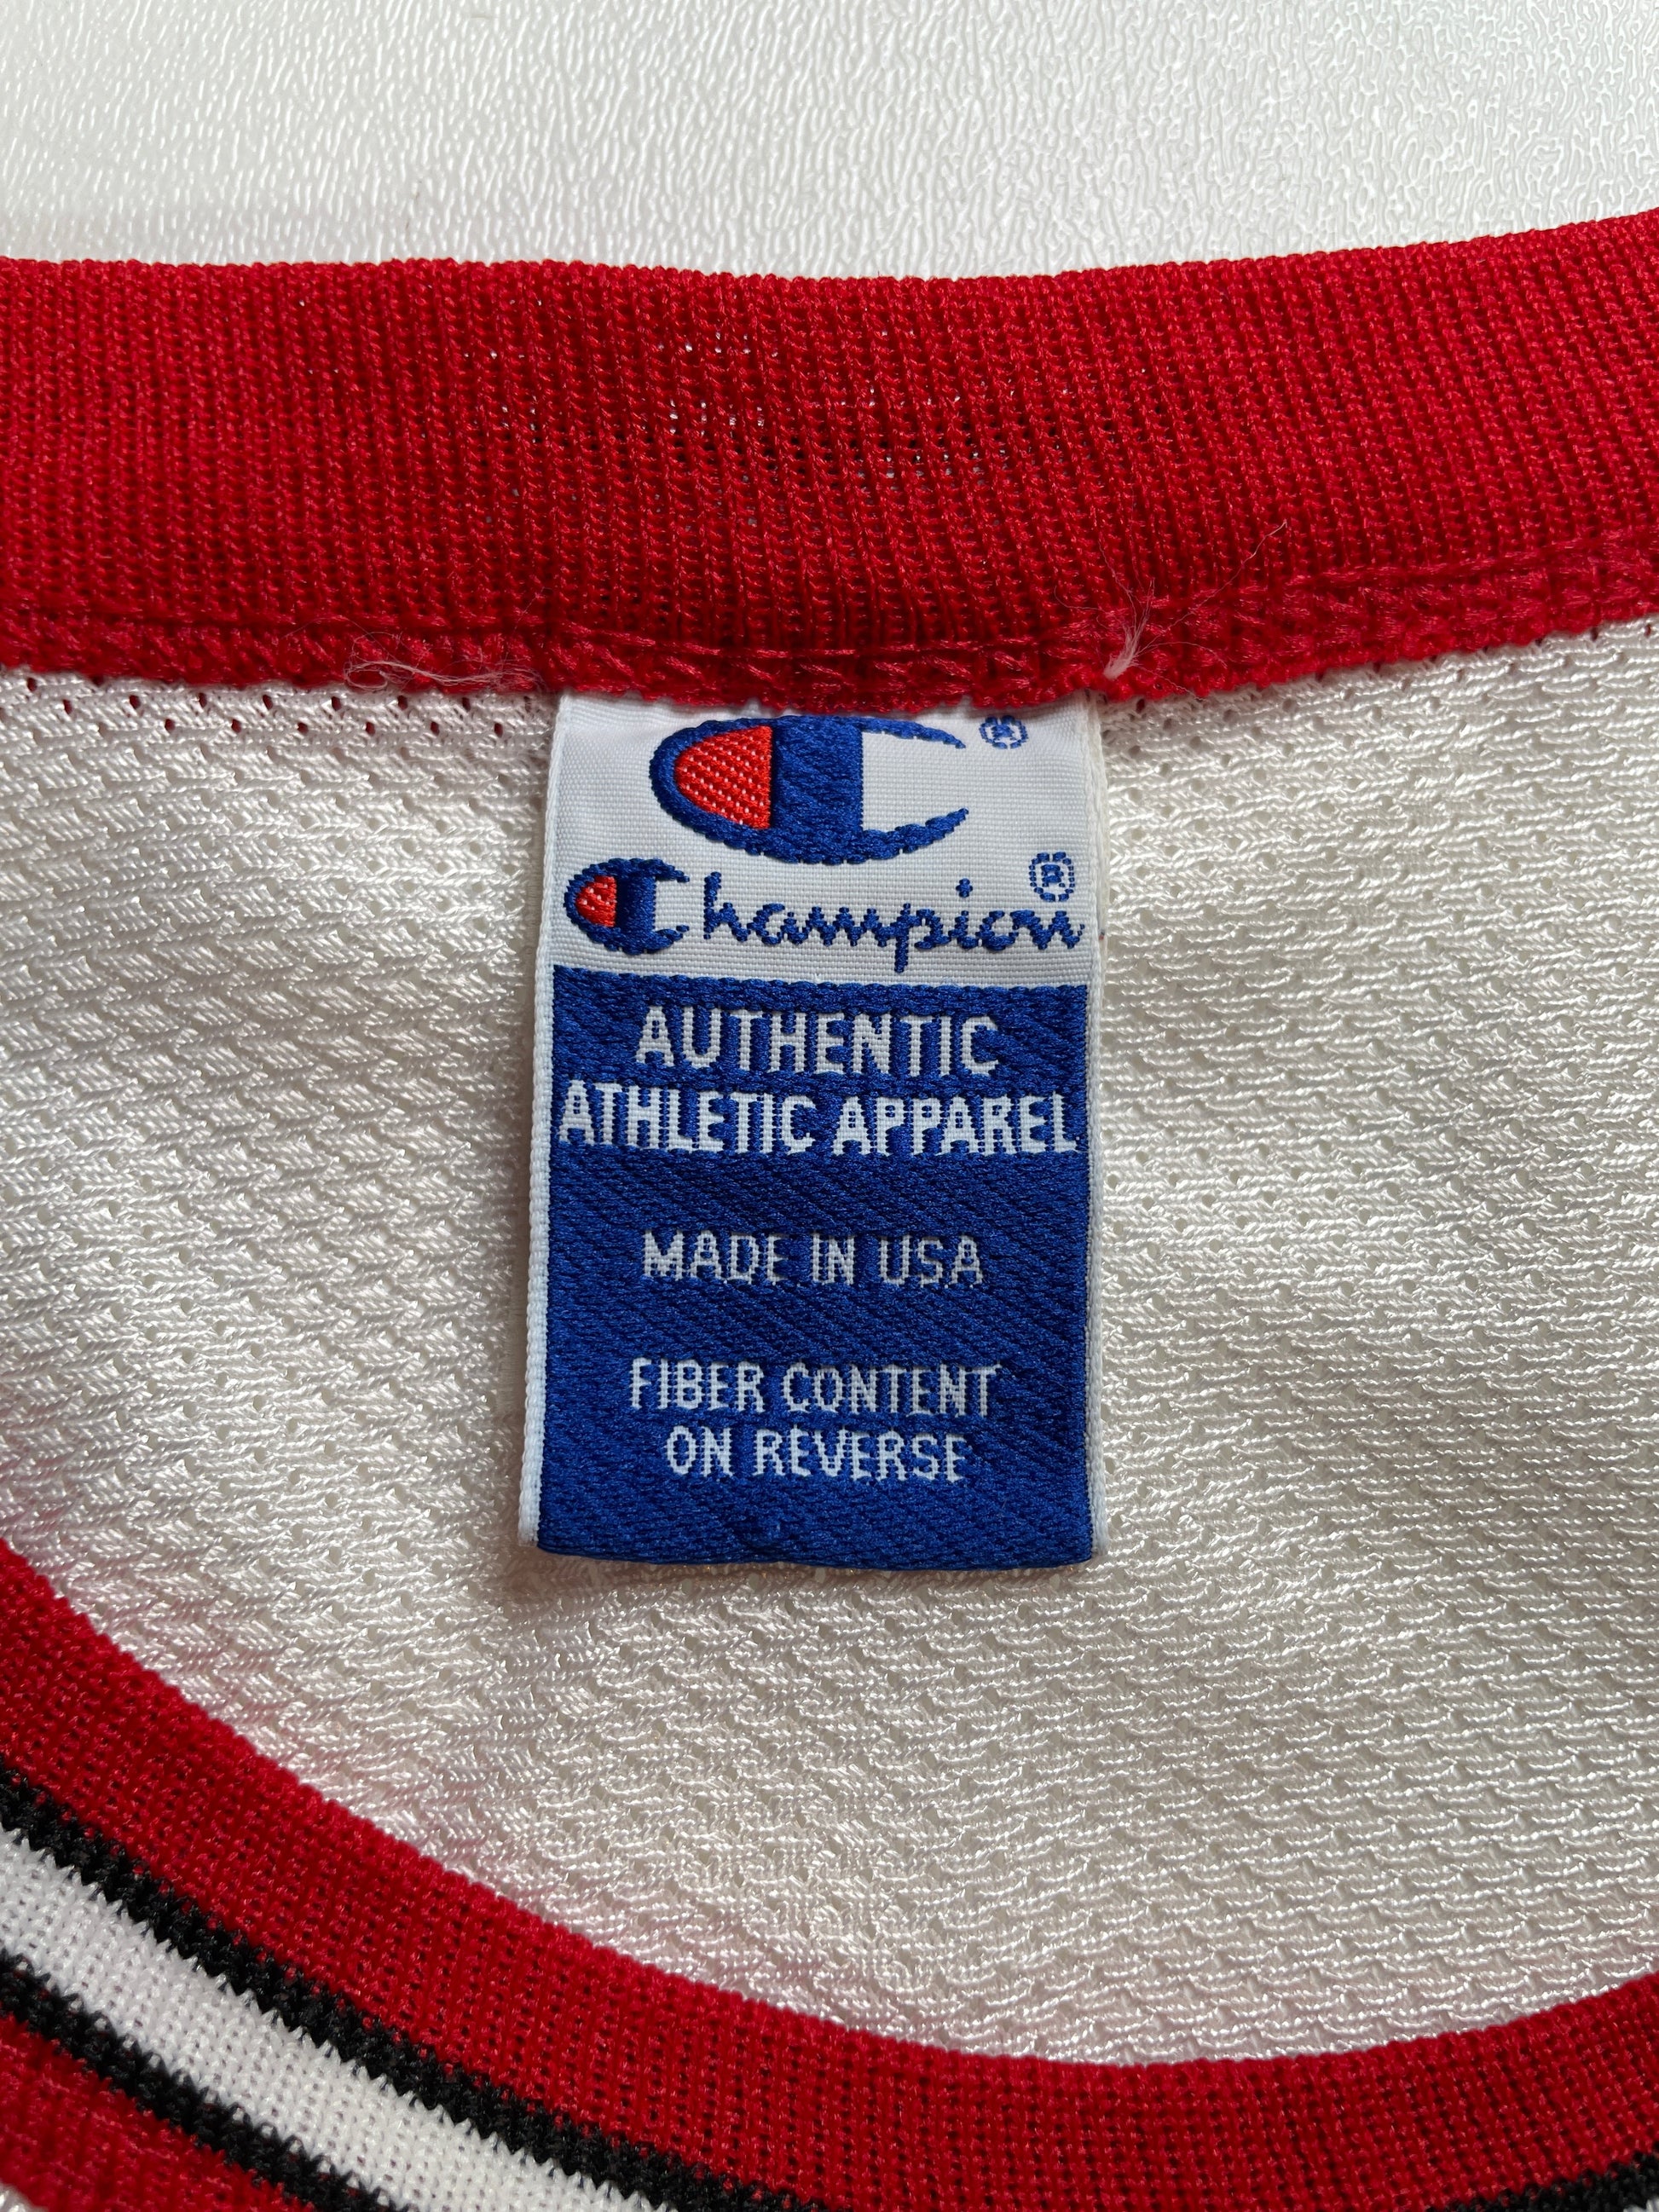 ®
Champion®
AUTHENTIC
ATHLETIC APPAREL
MADE IN USA
FIBER CONTENT
ON REVERSE